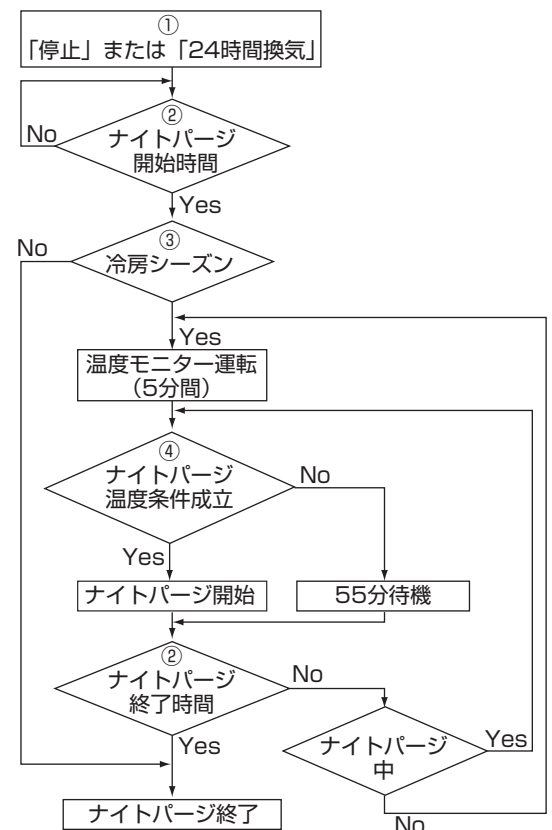 ①
「停止」または「24時間換気」
②
ナイトパージ
開始時間
No
Yes
③
冷房シーズン
No
Yes
温度モニター運転
（5分間）
④
ナイトパージ
温度条件成立
No
Yes
ナイトパージ開始
55分待機
②
ナイトパージ
終了時間
No
Yes
ナイトパージ
中
Yes
No
ナイトパージ終了